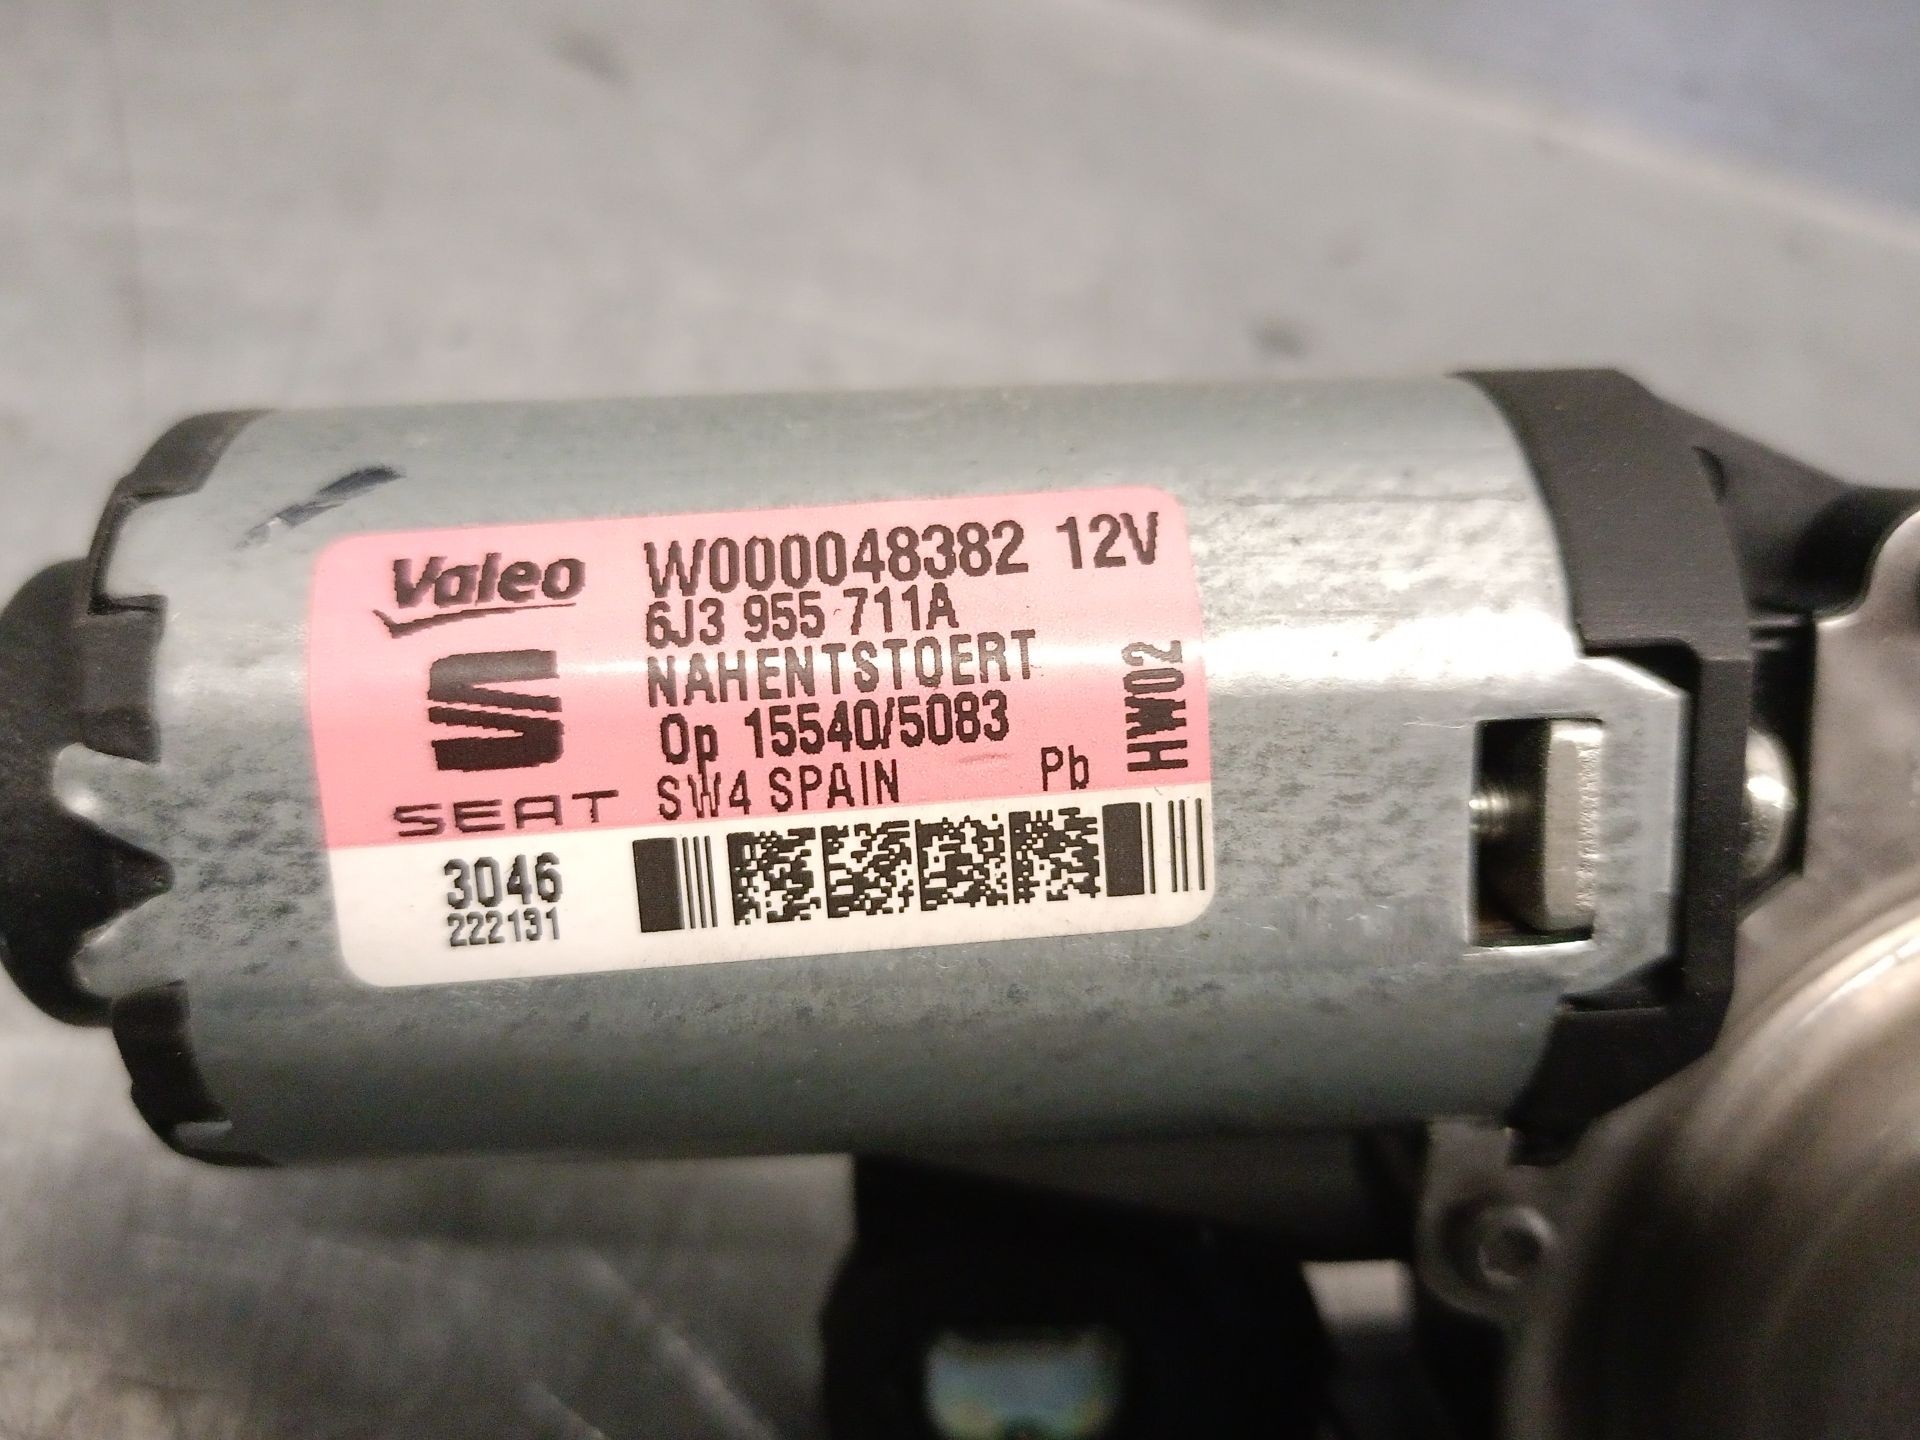 Valeo
W000048382 12V
6J3 955 711A
NAHENTSTOERT
Op 15540/5083
SW4 SPAIN Pb
HW02
SEAT
3046
222131